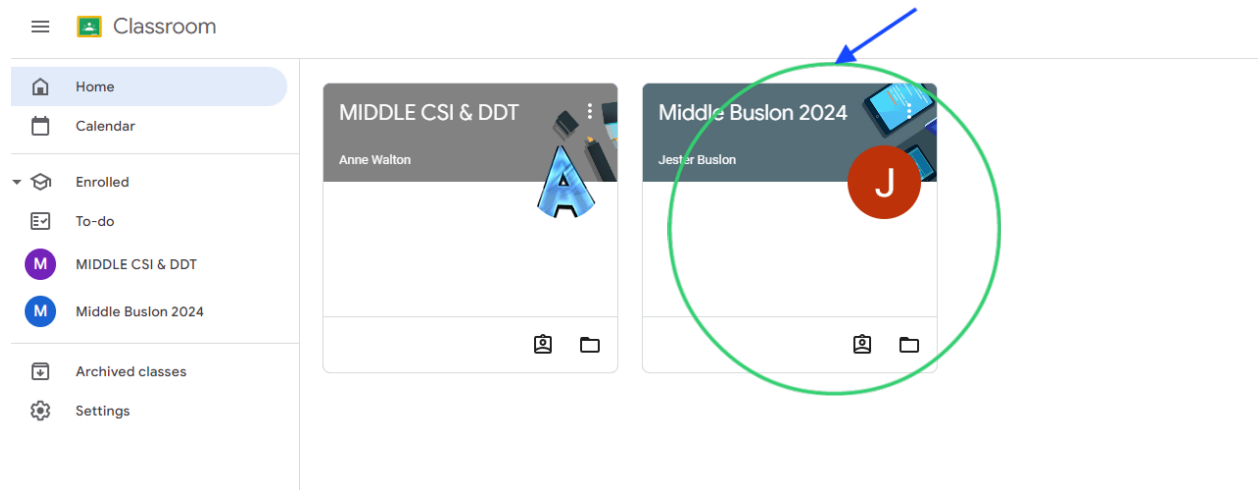 Classroom
Home
Calendar
Enrolled
To-do
M MIDDLE CSI & DDT
M Middle Buslon 2024
Archived classes
Settings
MIDDLE CSI & DDT
Anne Walton
A
Middle Buslon 2024
Jester Buslon
J